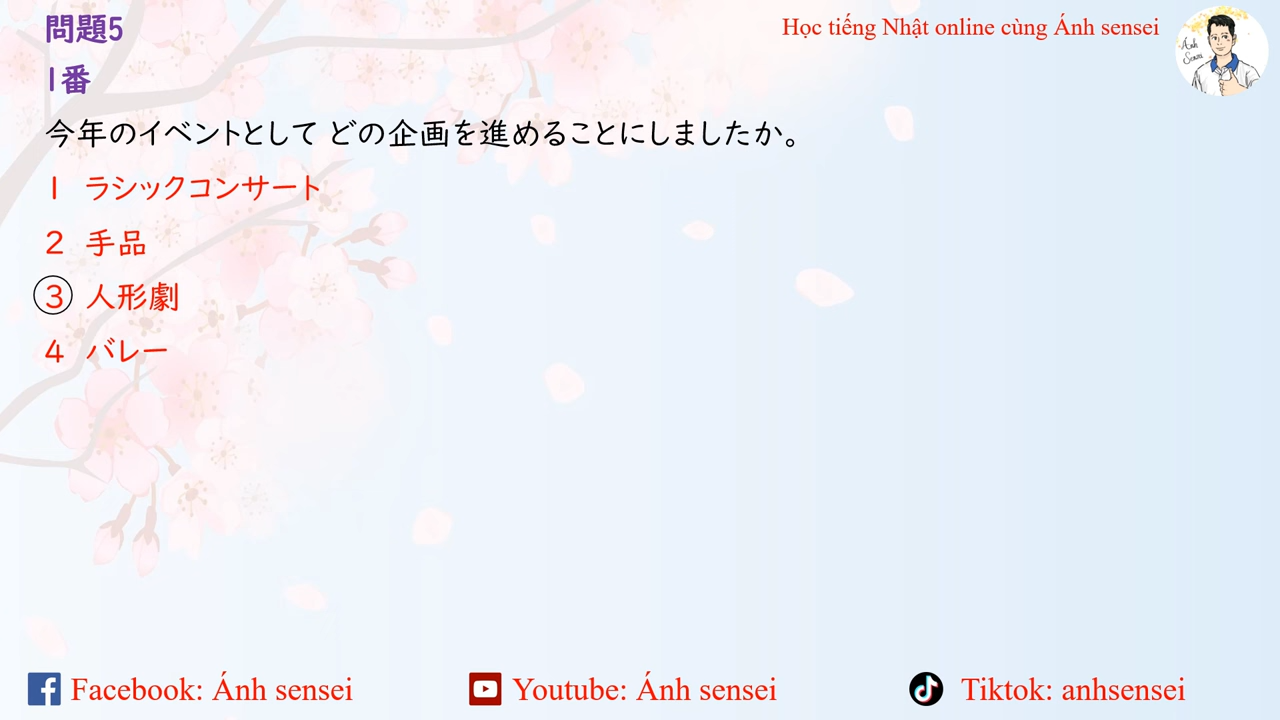 問題5
Học tiếng Nhật online cùng Ánh sensei
Ánh Sensei
1番
今年のイベントとして どの企画を進めることにしましたか。
1 ラシックコンサート
2 手品
③ 人形劇
4 バレー
Facebook: Ánh sensei
Youtube: Ánh sensei
Tiktok: anhsensei